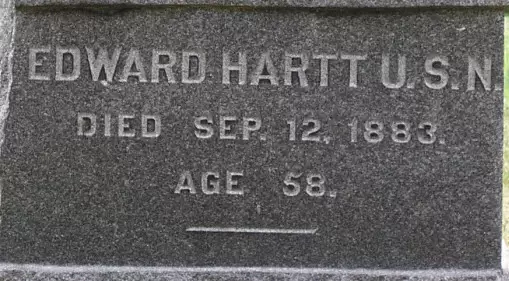 EDWARD HARTT U.S.N.
DIED SEP. 12, 1883.
AGE 58.